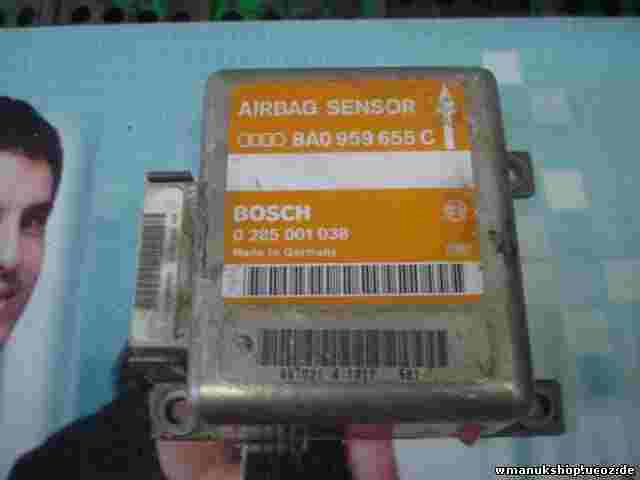 AIRBAG SENSOR
8A0 959 655 C
BOSCH
0 285 001 038
Made in Germany
wmanukshop.ucoz.de